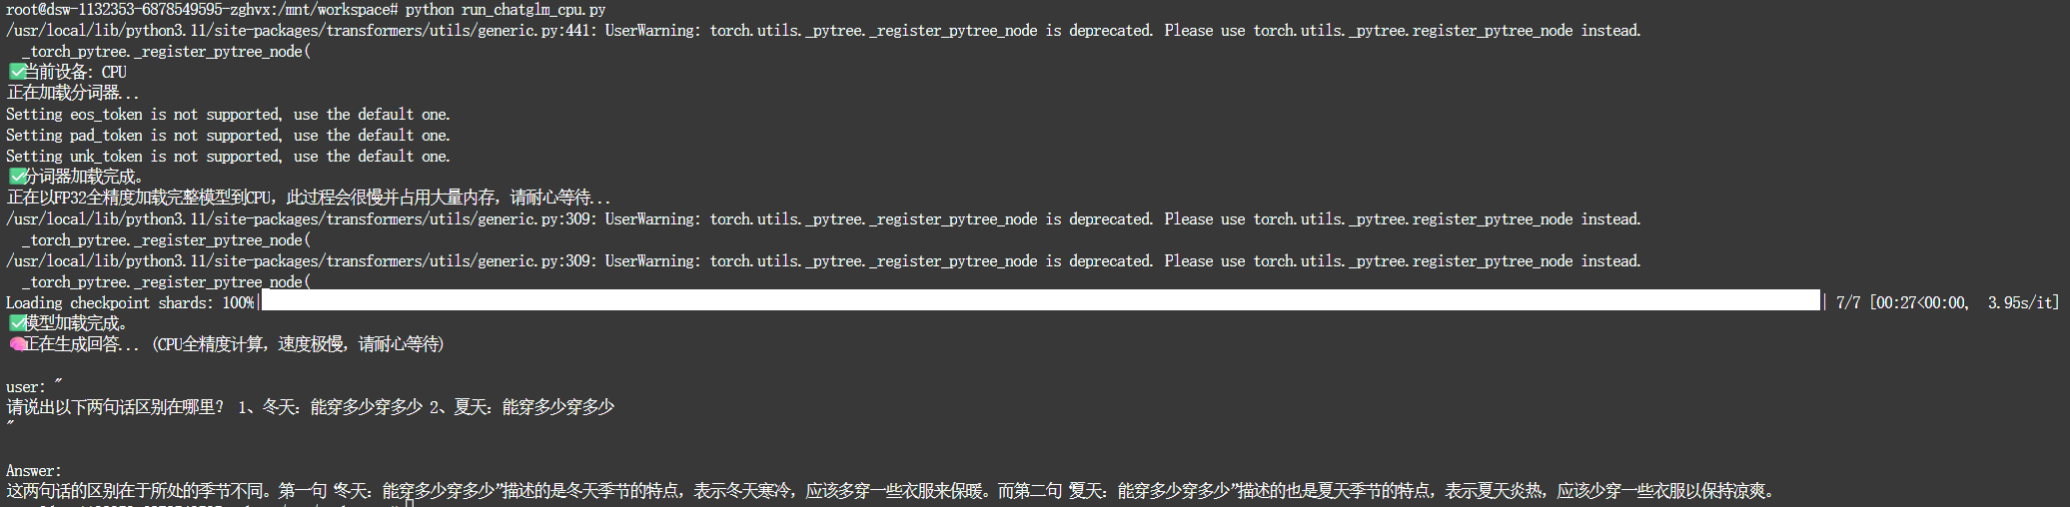 root@dsw-1132353-6878549595-zghvx:/mnt/workspace# python run_chatglm_cpu.py
/usr/local/lib/python3.11/site-packages/transformers/utils/generic.py:441: UserWarning: torch.utils._pytree._register_pytree_node is deprecated. Please use torch.utils._pytree.register_pytree_node instead.
  _torch_pytree._register_pytree_node(
✅当前设备: CPU
正在加载分词器...
Setting eos_token is not supported, use the default one.
Setting pad_token is not supported, use the default one.
Setting unk_token is not supported, use the default one.
✅分词器加载完成。
正在以FP32全精度加载完整模型到CPU，此过程会很慢并占用大量内存，请耐心等待...
/usr/local/lib/python3.11/site-packages/transformers/utils/generic.py:309: UserWarning: torch.utils._pytree._register_pytree_node is deprecated. Please use torch.utils._pytree.register_pytree_node instead.
  _torch_pytree._register_pytree_node(
/usr/local/lib/python3.11/site-packages/transformers/utils/generic.py:309: UserWarning: torch.utils._pytree._register_pytree_node is deprecated. Please use torch.utils._pytree.register_pytree_node instead.
  _torch_pytree._register_pytree_node(
Loading checkpoint shards: 100%| | 7/7 [00:27<00:00,  3.95s/it]
✅模型加载完成。
🧠正在生成回答... (CPU全精度计算，速度极慢，请耐心等待)
user: "
请说出以下两句话区别在哪里？ 1、冬天：能穿多少穿多少 2、夏天：能穿多少穿多少
"
Answer:
这两句话的区别在于所处的季节不同。第一句“冬天：能穿多少穿多少”描述的是冬天季节的特点，表示冬天寒冷，应该多穿一些衣服来保暖。而第二句“夏天：能穿多少穿多少”描述的也是夏天季节的特点，表示夏天炎热，应该少穿一些衣服以保持凉爽。